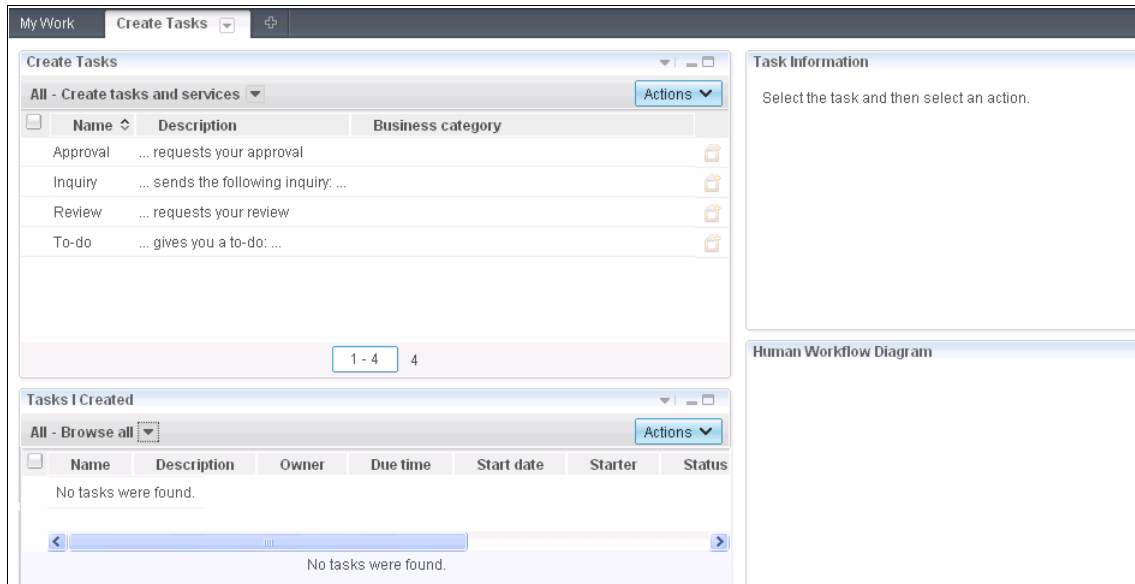 My Work Create Tasks
Create Tasks
All - Create tasks and services Actions
Name Description Business category
Approval ... requests your approval
Inquiry ... sends the following inquiry: ...
Review ... requests your review
To-do ... gives you a to-do: ...
1 - 4 4
Tasks I Created
All - Browse all Actions
Name Description Owner Due time Start date Starter Status
No tasks were found.
No tasks were found.
Task Information
Select the task and then select an action.
Human Workflow Diagram